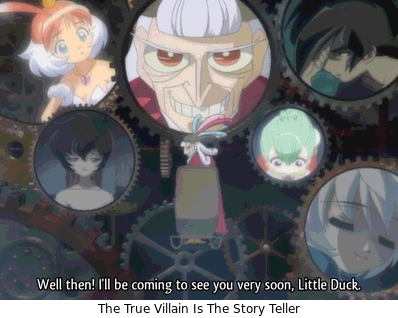 Well then! I'll be coming to see you very soon, Little Duck.
The True Villain Is The Story Teller